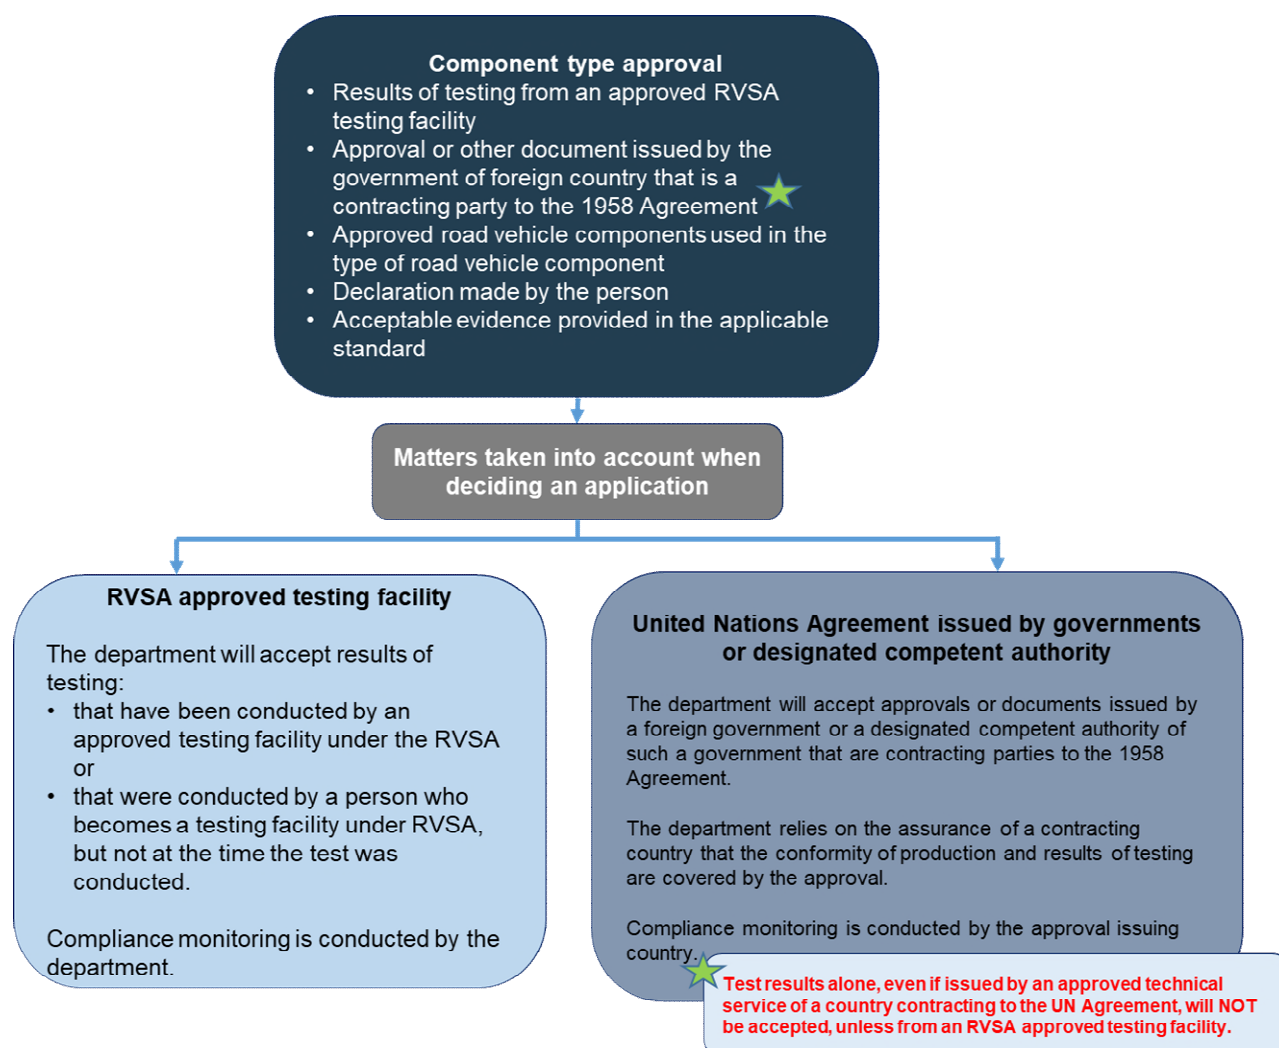 Component type approval
• Results of testing from an approved RVSA
testing facility
• Approval or other document issued by the
government of foreign country that is a
contracting party to the 1958 Agreement
• Approved road vehicle components used in the
type of road vehicle component
• Declaration made by the person
• Acceptable evidence provided in the applicable
standard
Matters taken into account when
deciding an application
RVSA approved testing facility
The department will accept results of
testing:
• that have been conducted by an
approved testing facility under the RVSA
or
• that were conducted by a person who
becomes a testing facility under RVSA,
but not at the time the test was
conducted.
Compliance monitoring is conducted by the
department.
United Nations Agreement issued by governments
or designated competent authority
The department will accept approvals or documents issued by
a foreign government or a designated competent authority of
such a government that are contracting parties to the 1958
Agreement.
The department relies on the assurance of a contracting
country that the conformity of production and results of testing
are covered by the approval.
Compliance monitoring is conducted by the approval issuing
country.
Test results alone, even if issued by an approved technical
service of a country contracting to the UN Agreement, will NOT
be accepted, unless from an RVSA approved testing facility.